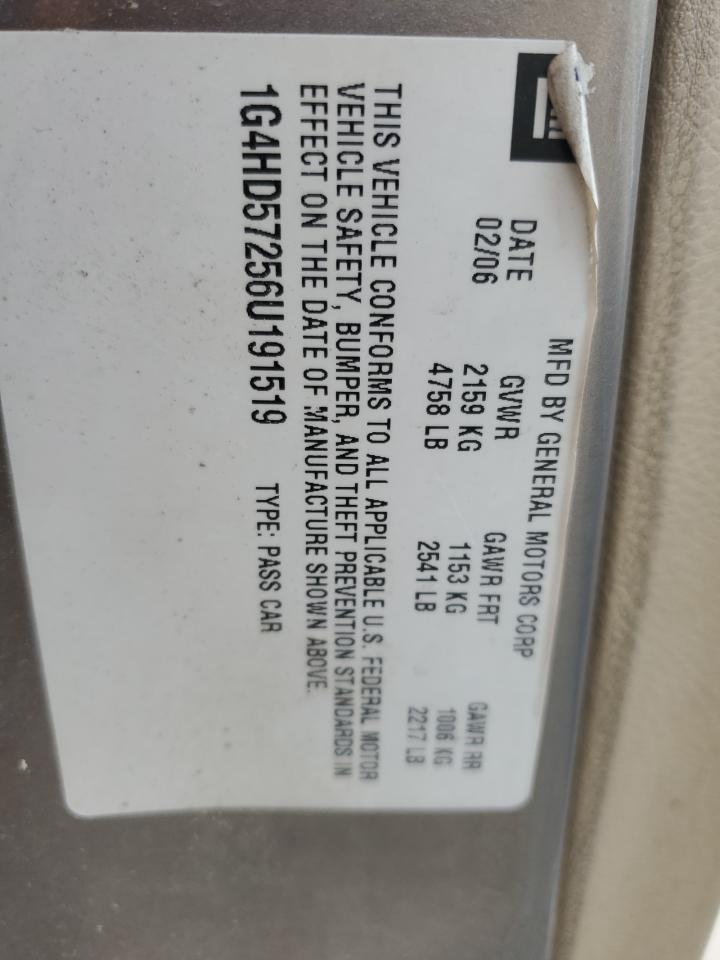 MFD BY GENERAL MOTORS CORP
DATE GVWR GAWR FRT GAWR RR
02/06 2159 KG 1153 KG 1006 KG
4758 LB 2541 LB 2217 LB
THIS VEHICLE CONFORMS TO ALL APPLICABLE U.S. FEDERAL MOTOR
VEHICLE SAFETY, BUMPER, AND THEFT PREVENTION STANDARDS IN
EFFECT ON THE DATE OF MANUFACTURE SHOWN ABOVE.
1G4HD57256U191519 TYPE: PASS CAR